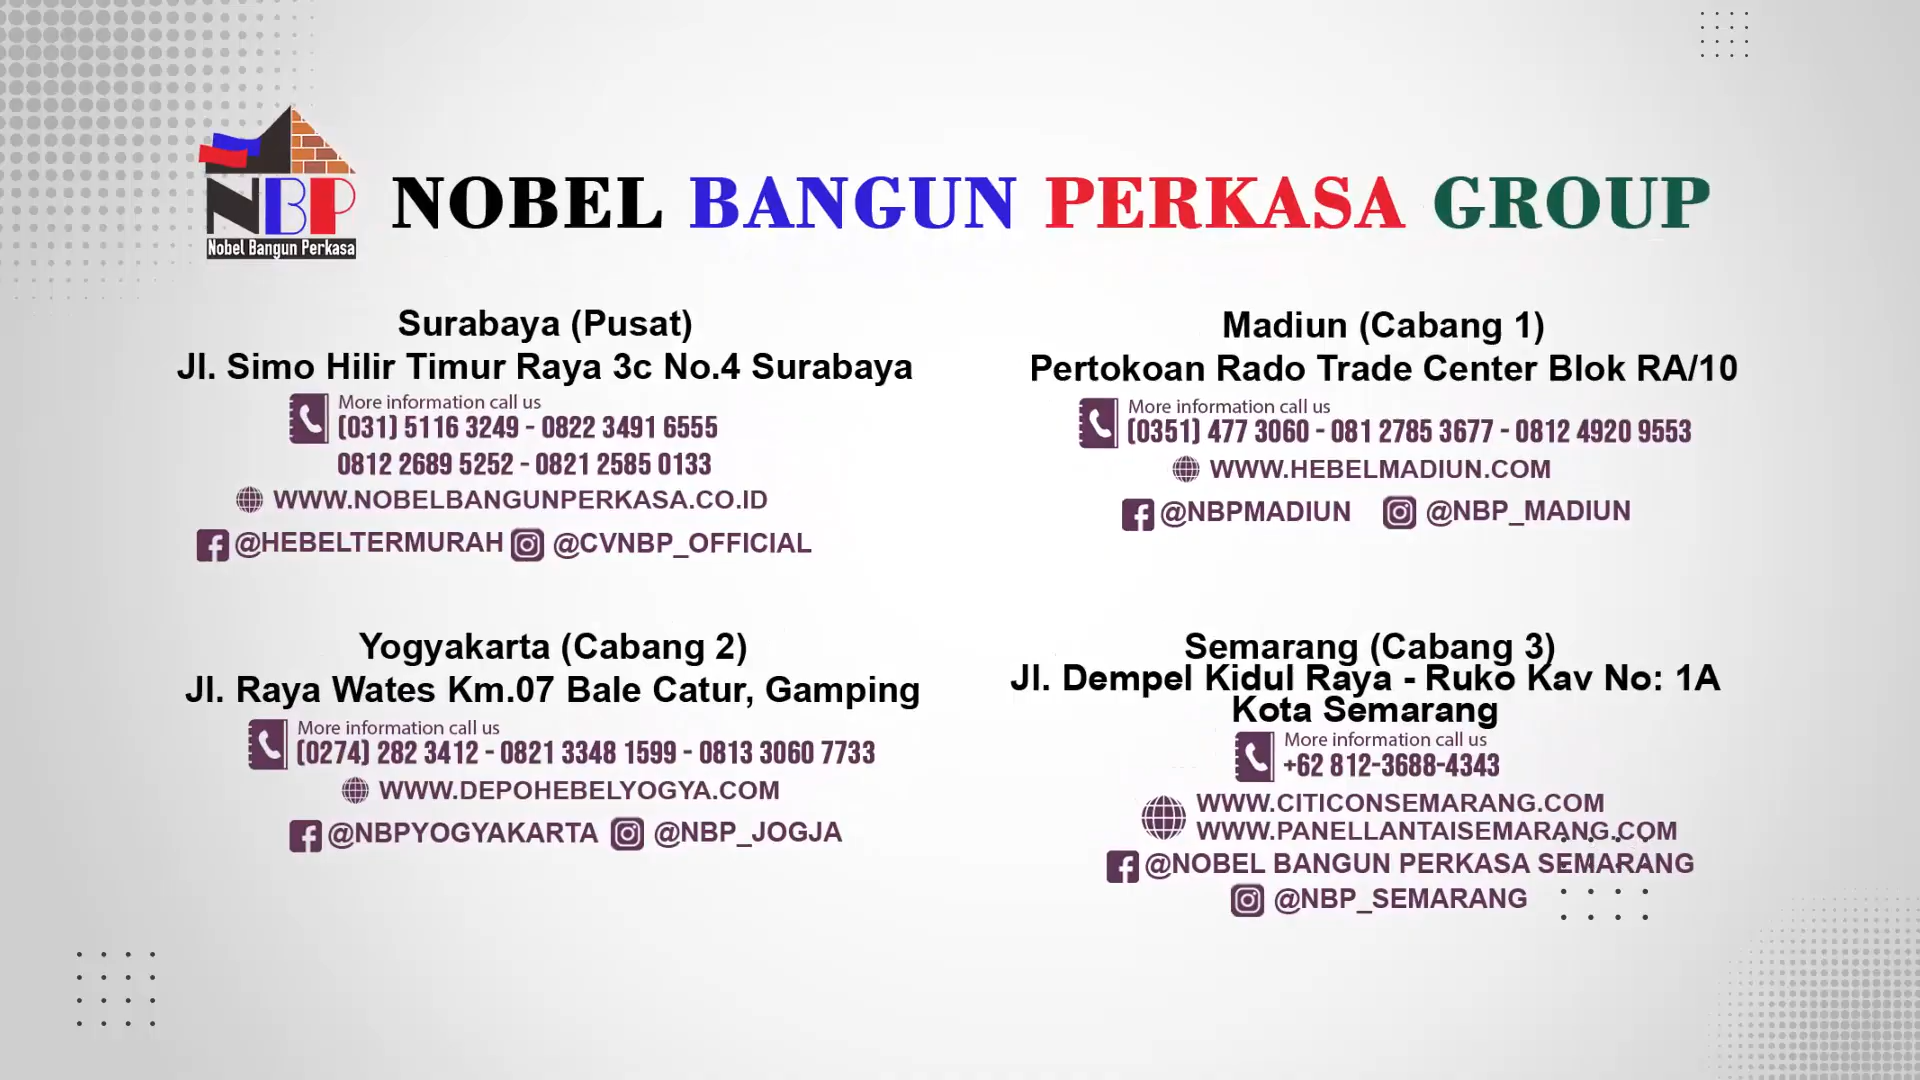 NBP
Nobel Bangun Perkasa
NOBEL BANGUN PERKASA GROUP
Surabaya (Pusat)
Jl. Simo Hilir Timur Raya 3c No.4 Surabaya
More information call us
(031) 5116 3249 - 0822 3491 6555
0812 2689 5252 - 0821 2585 0133
WWW.NOBELBANGUNPERKASA.CO.ID
@HEBELTERMURAH @CVNBP_OFFICIAL
Madiun (Cabang 1)
Pertokoan Rado Trade Center Blok RA/10
More information call us
(0351) 477 3060 - 081 2785 3677 - 0812 4920 9553
WWW.HEBELMADIUN.COM
@NBPMADIUN @NBP_MADIUN
Yogyakarta (Cabang 2)
Jl. Raya Wates Km.07 Bale Catur, Gamping
More information call us
(0274) 282 3412 - 0821 3348 1599 - 0813 3060 7733
WWW.DEPOHEBELYOGYA.COM
@NBPYOGYAKARTA @NBP_JOGJA
Semarang (Cabang 3)
Jl. Dempel Kidul Raya - Ruko Kav No: 1A
Kota Semarang
More information call us
+62 812-3688-4343
WWW.CITICONSEMARANG.COM
WWW.PANELLANTAISEMARANG.COM
@NOBEL BANGUN PERKASA SEMARANG
@NBP_SEMARANG